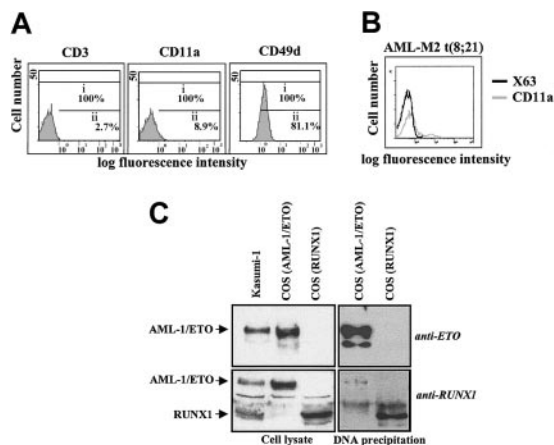 A
CD3 CD11a CD49d
Cell number
50 50 50
i i i
100% 100% 100%
ii ii ii
2.7% 8.9% 81.1%
log fluorescence intensity
B
AML-M2 t(8;21)
Cell number
X63
CD11a
log fluorescence intensity
C
Kasumi-1
COS (AML-1/ETO)
COS (RUNX1)
COS (AML-1/ETO)
COS (RUNX1)
AML-1/ETO
anti-ETO
AML-1/ETO
RUNX1
anti-RUNX1
Cell lysate DNA precipitation